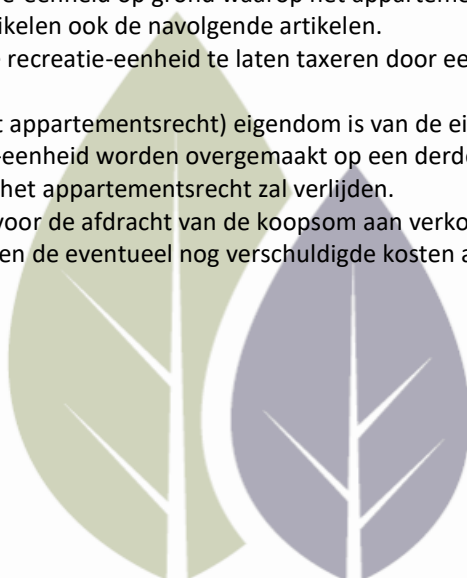 e-eenheid op grond waarop het apparteme
ikelen ook de navolgende artikelen.
recreatie-eenheid te laten taxeren door ee
t appartementsrecht) eigendom is van de ei
eenheid worden overgemaakt op een derde
het appartementsrecht zal verlijden.
voor de afdracht van de koopsom aan verko
en de eventueel nog verschuldigde kosten a